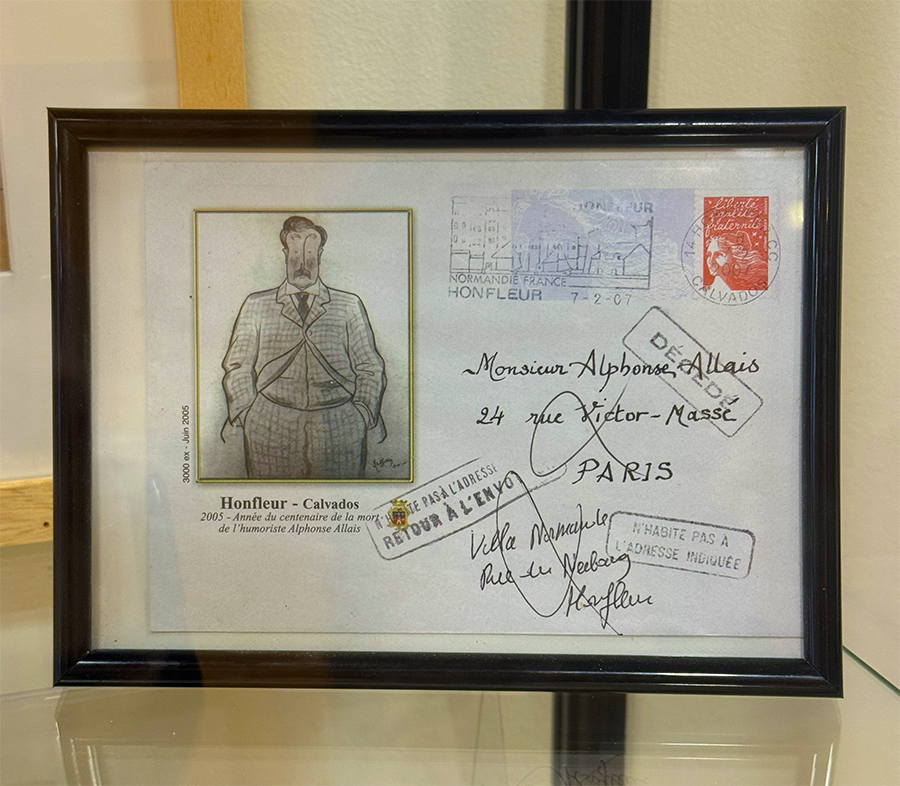 HONFLEUR
NORMANDIE FRANCE
HONFLEUR 7-2-07
liberté
égalité
fraternité
CALVADOS
DÉCÉDÉ
Monsieur Alphonse Allais
24 rue Victor-Massé
PARIS
3000 ex - Juin 2005
Honfleur - Calvados
2005 - Année du centenaire de la mort
de l'humoriste Alphonse Allais
N'HABITE PAS À L'ADRESSE
RETOUR À L'ENVOI
N'HABITE PAS À
L'ADRESSE INDIQUÉE
Villa Normande
Rue du
Honfleur